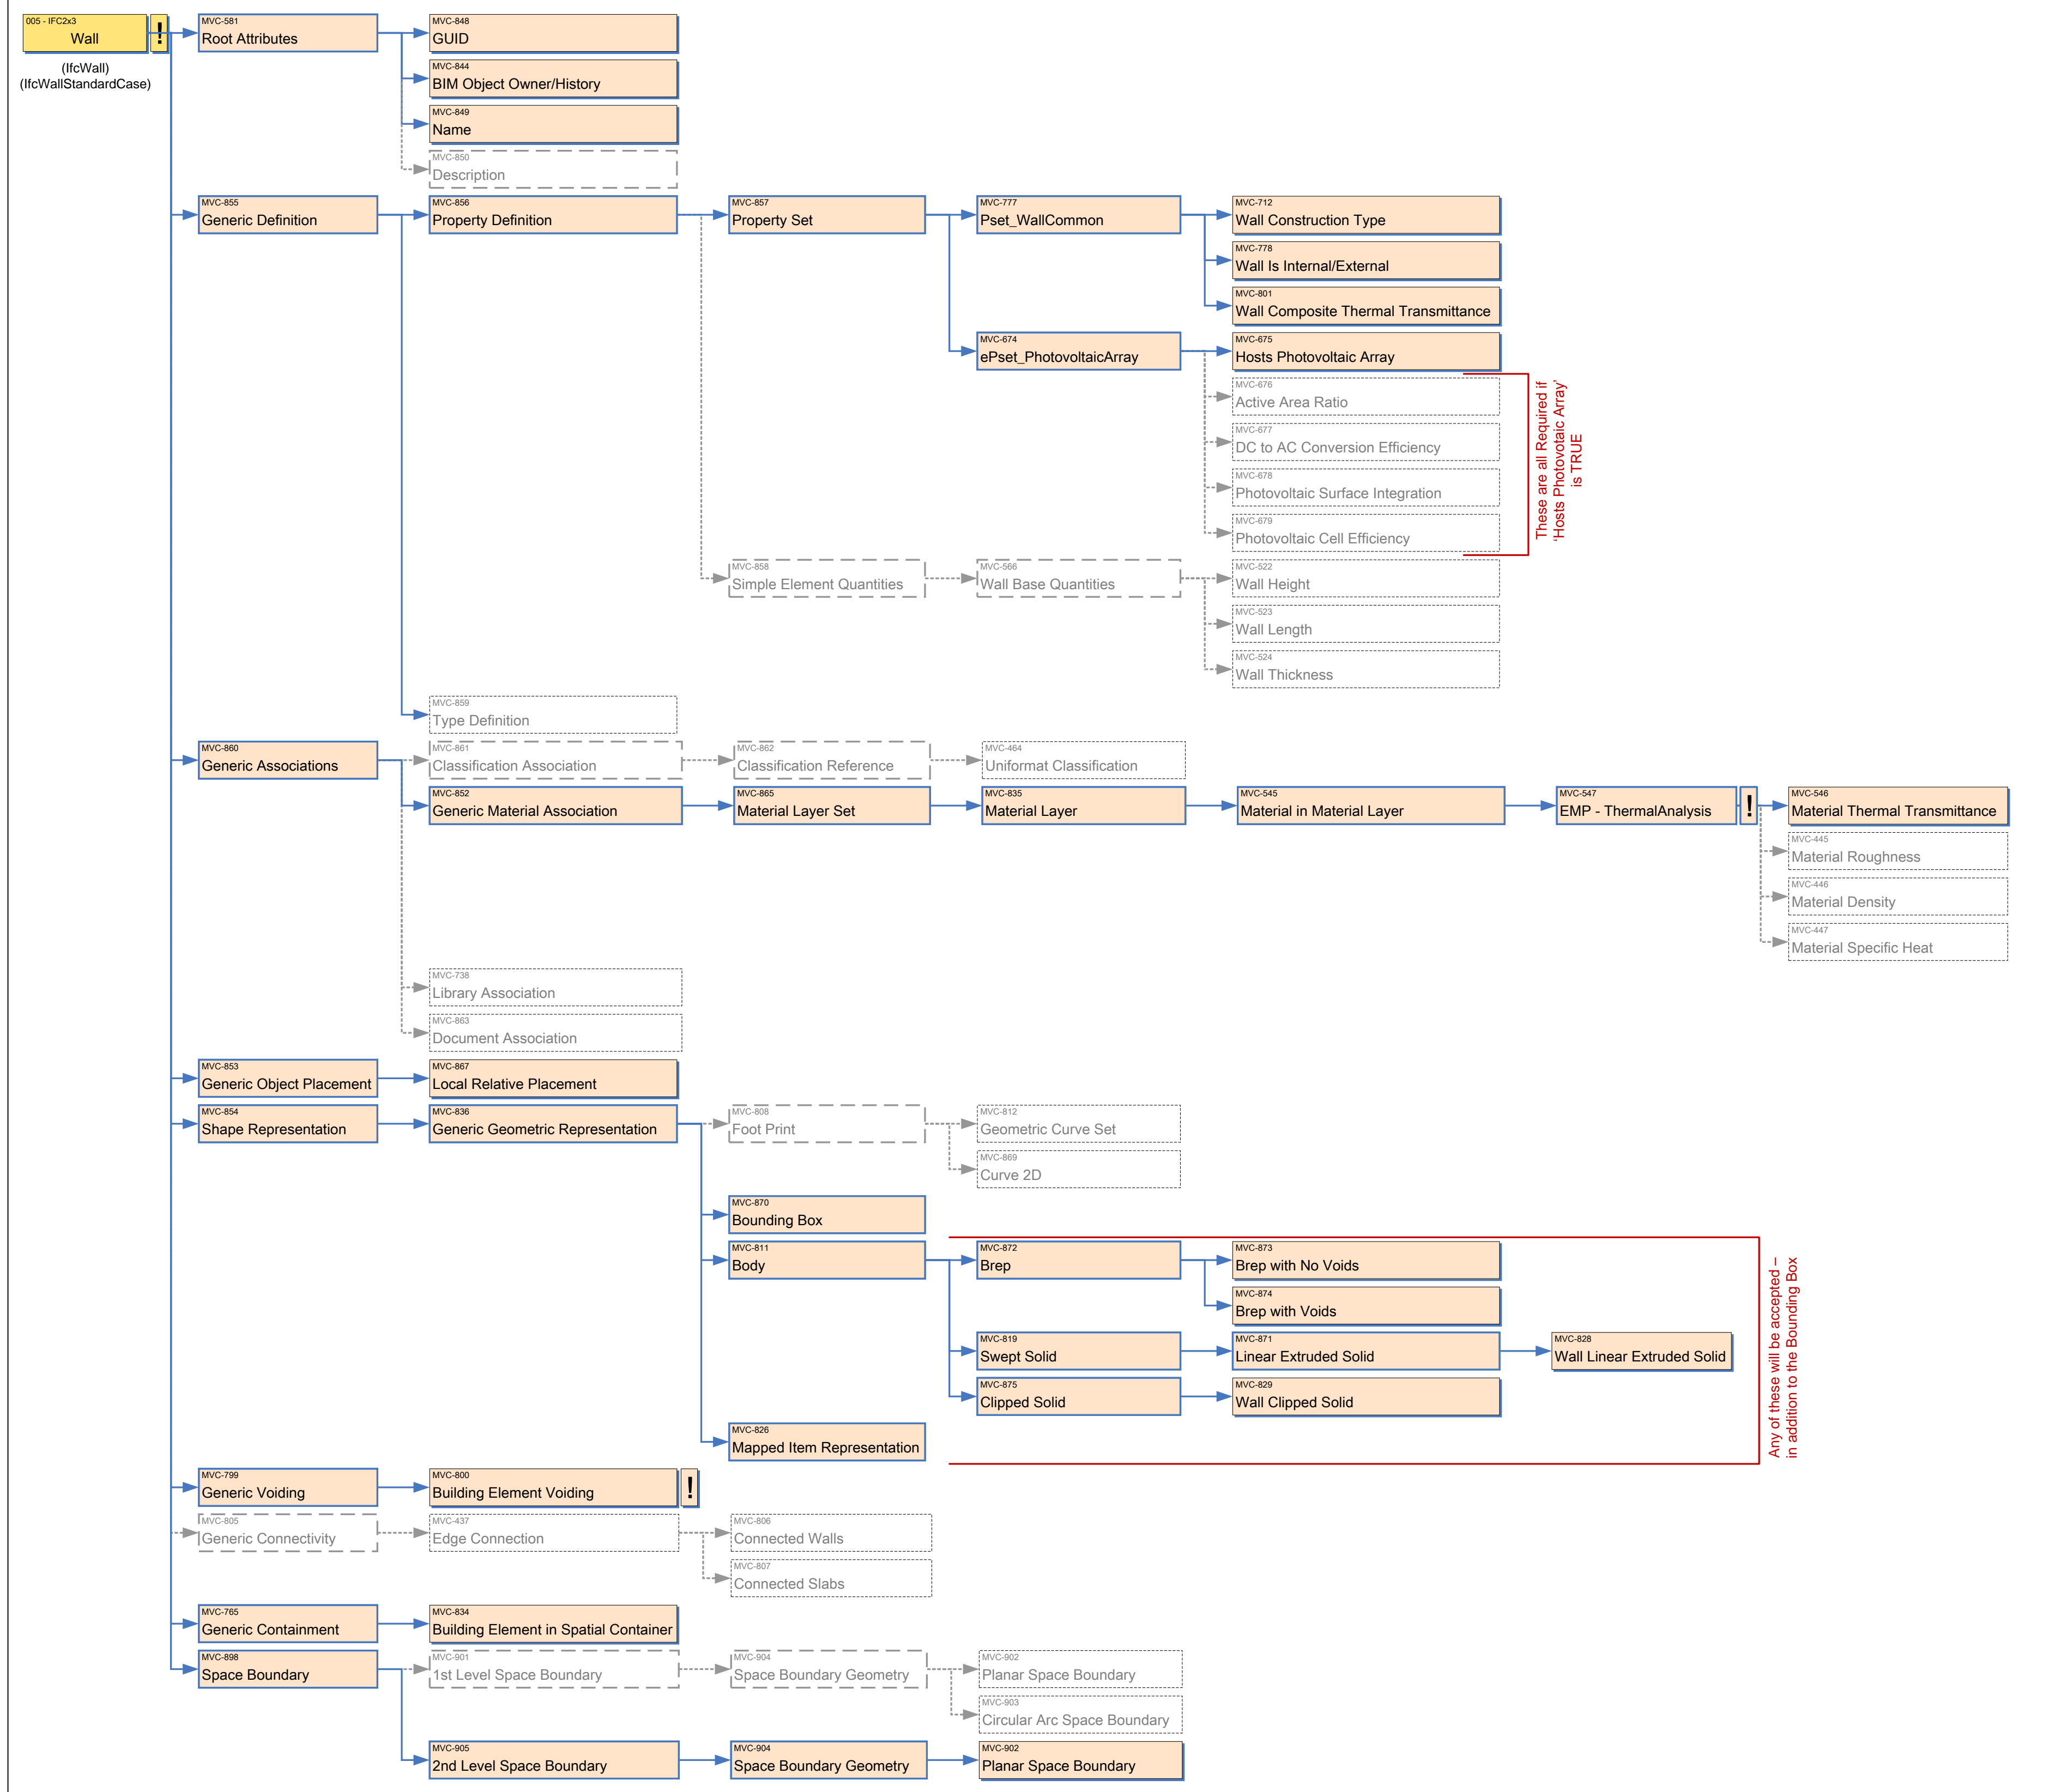 005 - IFC2x3
Wall
!
(IfcWall)
(IfcWallStandardCase)
MVC-581
Root Attributes
MVC-848
GUID
MVC-844
BIM Object Owner/History
MVC-849
Name
MVC-850
Description
MVC-855
Generic Definition
MVC-856
Property Definition
MVC-857
Property Set
MVC-777
Pset_WallCommon
MVC-712
Wall Construction Type
MVC-778
Wall Is Internal/External
MVC-801
Wall Composite Thermal Transmittance
MVC-674
ePset_PhotovoltaicArray
MVC-675
Hosts Photovoltaic Array
MVC-676
Active Area Ratio
MVC-677
DC to AC Conversion Efficiency
MVC-678
Photovoltaic Surface Integration
MVC-679
Photovoltaic Cell Efficiency
These are all Required if
'Hosts Photovotaic Array'
is TRUE
MVC-858
Simple Element Quantities
MVC-566
Wall Base Quantities
MVC-522
Wall Height
MVC-523
Wall Length
MVC-524
Wall Thickness
MVC-859
Type Definition
MVC-860
Generic Associations
MVC-861
Classification Association
MVC-862
Classification Reference
MVC-464
Uniformat Classification
MVC-852
Generic Material Association
MVC-865
Material Layer Set
MVC-835
Material Layer
MVC-545
Material in Material Layer
MVC-547
EMP - ThermalAnalysis
!
MVC-546
Material Thermal Transmittance
MVC-445
Material Roughness
MVC-446
Material Density
MVC-447
Material Specific Heat
MVC-738
Library Association
MVC-863
Document Association
MVC-853
Generic Object Placement
MVC-867
Local Relative Placement
MVC-854
Shape Representation
MVC-836
Generic Geometric Representation
MVC-808
Foot Print
MVC-812
Geometric Curve Set
MVC-869
Curve 2D
MVC-870
Bounding Box
MVC-811
Body
MVC-872
Brep
MVC-873
Brep with No Voids
MVC-874
Brep with Voids
MVC-819
Swept Solid
MVC-871
Linear Extruded Solid
MVC-828
Wall Linear Extruded Solid
MVC-875
Clipped Solid
MVC-829
Wall Clipped Solid
MVC-826
Mapped Item Representation
Any of these will be accepted –
in addition to the Bounding Box
MVC-799
Generic Voiding
MVC-800
Building Element Voiding
!
MVC-805
Generic Connectivity
MVC-437
Edge Connection
MVC-806
Connected Walls
MVC-807
Connected Slabs
MVC-765
Generic Containment
MVC-834
Building Element in Spatial Container
MVC-898
Space Boundary
MVC-901
1st Level Space Boundary
MVC-904
Space Boundary Geometry
MVC-902
Planar Space Boundary
MVC-903
Circular Arc Space Boundary
MVC-905
2nd Level Space Boundary
MVC-904
Space Boundary Geometry
MVC-902
Planar Space Boundary